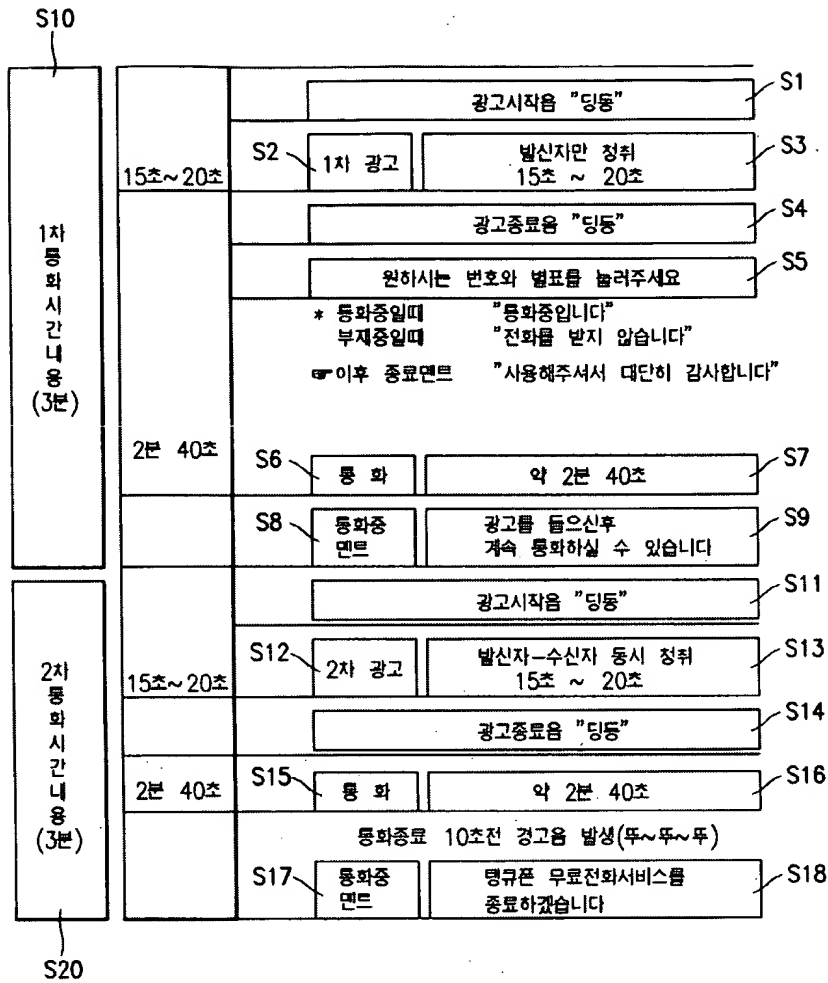 S10
광고시작음 "딩동"
S1
S2
1차 광고
발신자만 청취
15초 ~ 20초
S3
15초~20초
광고종료음 "딩동"
S4
원하시는 번호와 별표를 눌러주세요
S5
* 통화중일때 "통화중입니다"
부재중일때 "전화를 받지 않습니다"
☞이후 종료멘트 "사용해주셔서 대단히 감사합니다"
1차
통
화
시
간
내
용
(3분)
2분 40초
S6
통 화
약 2분 40초
S7
S8
통화중
멘트
광고를 들으신후
계속 통화하실 수 있습니다
S9
광고시작음 "딩동"
S11
S12
2차 광고
발신자-수신자 동시 청취
15초 ~ 20초
S13
15초~20초
광고종료음 "딩동"
S14
2차
통
화
시
간
내
용
(3분)
2분 40초
S15
통 화
약 2분 40초
S16
통화종료 10초전 경고음 발생(뚜~뚜~뚜)
S17
통화중
멘트
탱큐폰 무료전화서비스를
종료하겠습니다
S18
S20